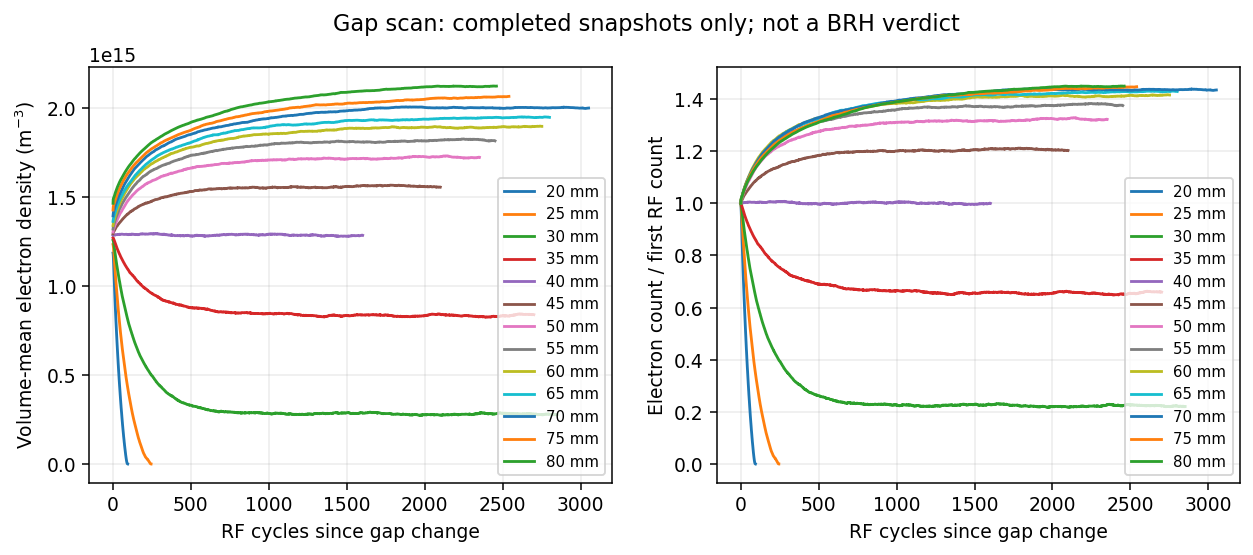 Gap scan: completed snapshots only; not a BRH verdict
1e15
Volume-mean electron density (m⁻³)
2.0
1.5
1.0
0.5
0.0
0
500
1000
1500
2000
2500
3000
RF cycles since gap change
20 mm
25 mm
30 mm
35 mm
40 mm
45 mm
50 mm
55 mm
60 mm
65 mm
70 mm
75 mm
80 mm
Electron count / first RF count
1.4
1.2
1.0
0.8
0.6
0.4
0.2
0.0
0
500
1000
1500
2000
2500
3000
RF cycles since gap change
20 mm
25 mm
30 mm
35 mm
40 mm
45 mm
50 mm
55 mm
60 mm
65 mm
70 mm
75 mm
80 mm